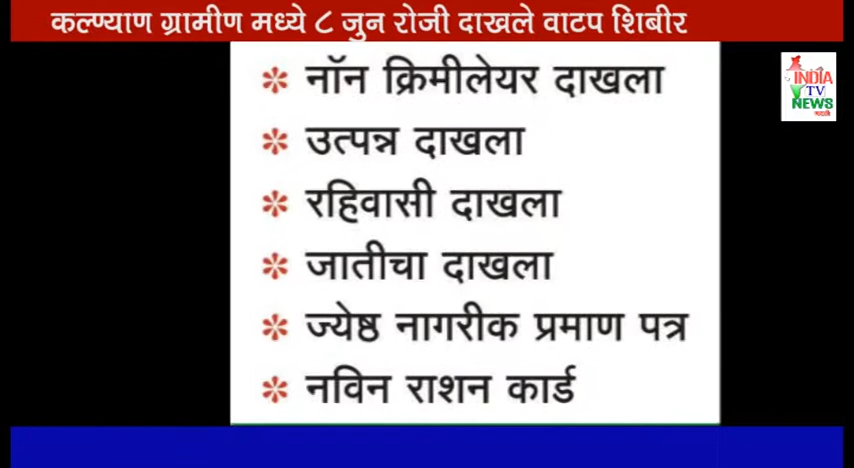 कल्ण्याण ग्रामीण मध्ये ८ जुन रोजी दाखले वाटप शिबीर
INDIA
TV
NEWS
* नॉन क्रिमीलेयर दाखला
* उत्पन्न दाखला
* रहिवासी दाखला
* जातीचा दाखला
* ज्येष्ठ नागरीक प्रमाण पत्र
* नविन राशन कार्ड